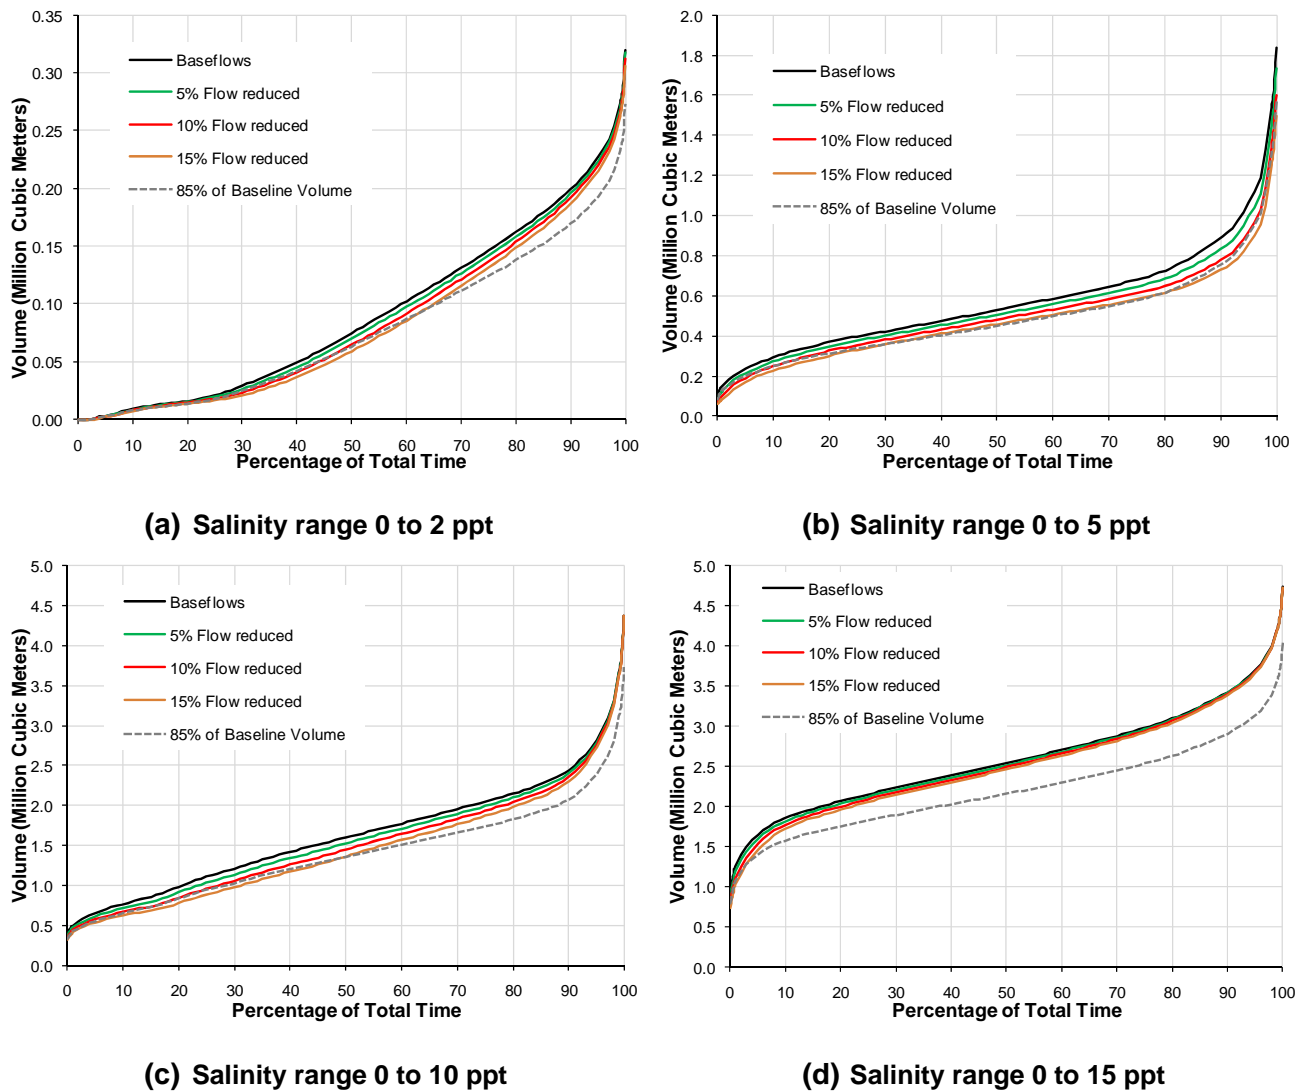 Volume (Million Cubic Metters)
0.35
0.30
0.25
0.20
0.15
0.10
0.05
0.00
Baseflows
5% Flow reduced
10% Flow reduced
15% Flow reduced
85% of Baseline Volume
0 10 20 30 40 50 60 70 80 90 100
Percentage of Total Time
(a) Salinity range 0 to 2 ppt
Volume (Million Cubic Meters)
2.0
1.8
1.6
1.4
1.2
1.0
0.8
0.6
0.4
0.2
0.0
Baseflows
5% Flow reduced
10% Flow reduced
15% Flow reduced
85% of Baseline Volume
0 10 20 30 40 50 60 70 80 90 100
Percentage of Total Time
(b) Salinity range 0 to 5 ppt
Volume (Million Cubic Meters)
5.0
4.5
4.0
3.5
3.0
2.5
2.0
1.5
1.0
0.5
0.0
Baseflows
5% Flow reduced
10% Flow reduced
15% Flow reduced
85% of Baseline Volume
0 10 20 30 40 50 60 70 80 90 100
Percentage of Total Time
(c) Salinity range 0 to 10 ppt
Volume (Million Cubic Meters)
5.0
4.5
4.0
3.5
3.0
2.5
2.0
1.5
1.0
0.5
0.0
Baseflows
5% Flow reduced
10% Flow reduced
15% Flow reduced
85% of Baseline Volume
0 10 20 30 40 50 60 70 80 90 100
Percentage of Total Time
(d) Salinity range 0 to 15 ppt